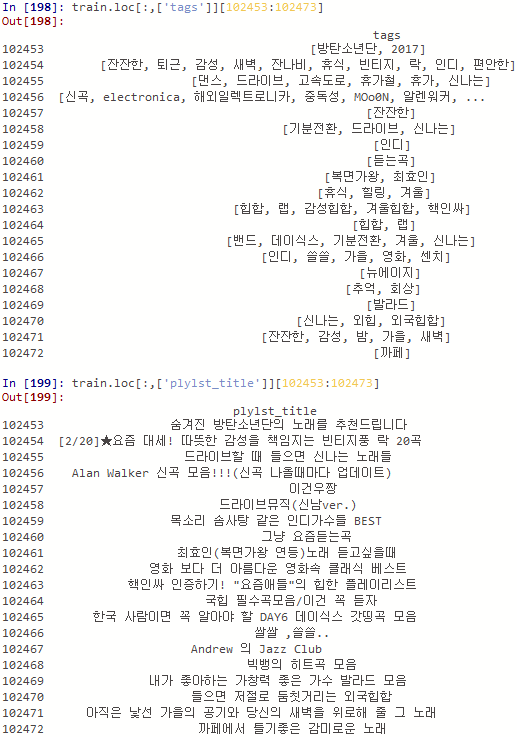 In [198]: train.loc[:,['tags']][102453:102473]
Out[198]:
tags
102453 [방탄소년단, 2017]
102454 [잔잔한, 퇴근, 감성, 새벽, 잔나비, 휴식, 빈티지, 락, 인디, 편안한]
102455 [댄스, 드라이브, 고속도로, 휴가철, 휴가, 신나는]
102456 [신곡, electronica, 해외일렉트로니카, 중독성, MOo0N, 알렌워커, ...
102457 [잔잔한]
102458 [기분전환, 드라이브, 신나는]
102459 [인디]
102460 [듣는곡]
102461 [복면가왕, 최효인]
102462 [휴식, 힐링, 겨울]
102463 [힙합, 랩, 감성힙합, 겨울힙합, 핵인싸]
102464 [힙합, 랩]
102465 [밴드, 데이식스, 기분전환, 겨울, 신나는]
102466 [인디, 쓸쓸, 가을, 영화, 센치]
102467 [뉴에이지]
102468 [추억, 회상]
102469 [발라드]
102470 [신나는, 외힙, 외국힙합]
102471 [잔잔한, 감성, 밤, 가을, 새벽]
102472 [까페]
In [199]: train.loc[:,['plylst_title']][102453:102473]
Out[199]:
plylst_title
102453 숨겨진 방탄소년단의 노래를 추천드립니다
102454 [2/20]★요즘 대세! 따뜻한 감성을 책임지는 빈티지풍 락 20곡
102455 드라이브할 때 들으면 신나는 노래들
102456 Alan Walker 신곡 모음!!!(신곡 나올때마다 업데이트)
102457 이건우짱
102458 드라이브뮤직(신남ver.)
102459 목소리 솜사탕 같은 인디가수들 BEST
102460 그냥 요즘듣는곡
102461 최효인(복면가왕 연등)노래 듣고싶을때
102462 영화 보다 더 아름다운 영화속 클래식 베스트
102463 핵인싸 인증하기! "요즘애들"의 힙한 플레이리스트
102464 국힙 필수곡모음/이건 꼭 듣자
102465 한국 사람이면 꼭 알아야 할 DAY6 데이식스 갓띵곡 모음
102466 쌀쌀 ,쓸쓸..
102467 Andrew 의 Jazz Club
102468 빅뱅의 히트곡 모음
102469 내가 좋아하는 가창력 좋은 가수 발라드 모음
102470 들으면 저절로 둠칫거리는 외국힙합
102471 아직은 낯선 가을의 공기와 당신의 새벽을 위로해 줄 그 노래
102472 까페에서 틀기좋은 감미로운 노래